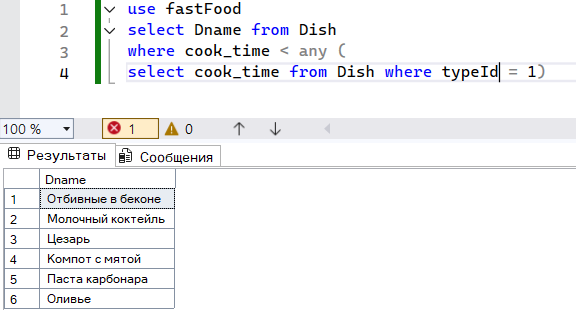 1 use fastFood
2 select Dname from Dish
3 where cook_time < any (
4 select cook_time from Dish where typeId = 1)
100 % 1 0
Результаты Сообщения
Dname
1 Отбивные в беконе
2 Молочный коктейль
3 Цезарь
4 Компот с мятой
5 Паста карбонара
6 Оливье